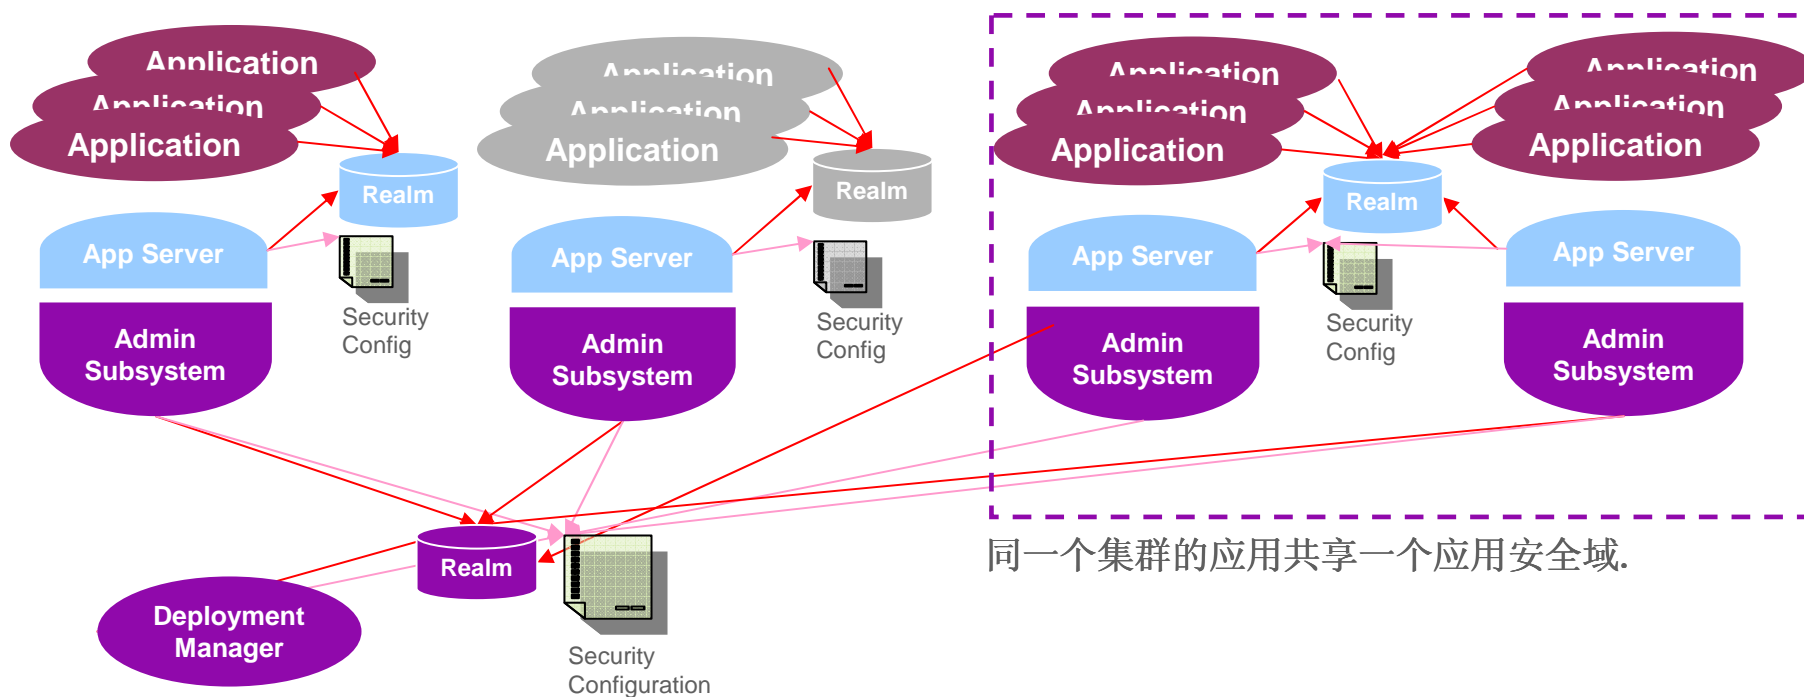 Application
Application
Application
Realm
App Server
Security
Config
Admin
Subsystem
Application
Application
Application
Realm
App Server
Security
Config
Admin
Subsystem
Application
Application
Application
Application
Application
Application
Realm
App Server
App Server
Security
Config
Admin
Subsystem
Admin
Subsystem
同一个集群的应用共享一个应用安全域.
Realm
Deployment
Manager
Security
Configuration